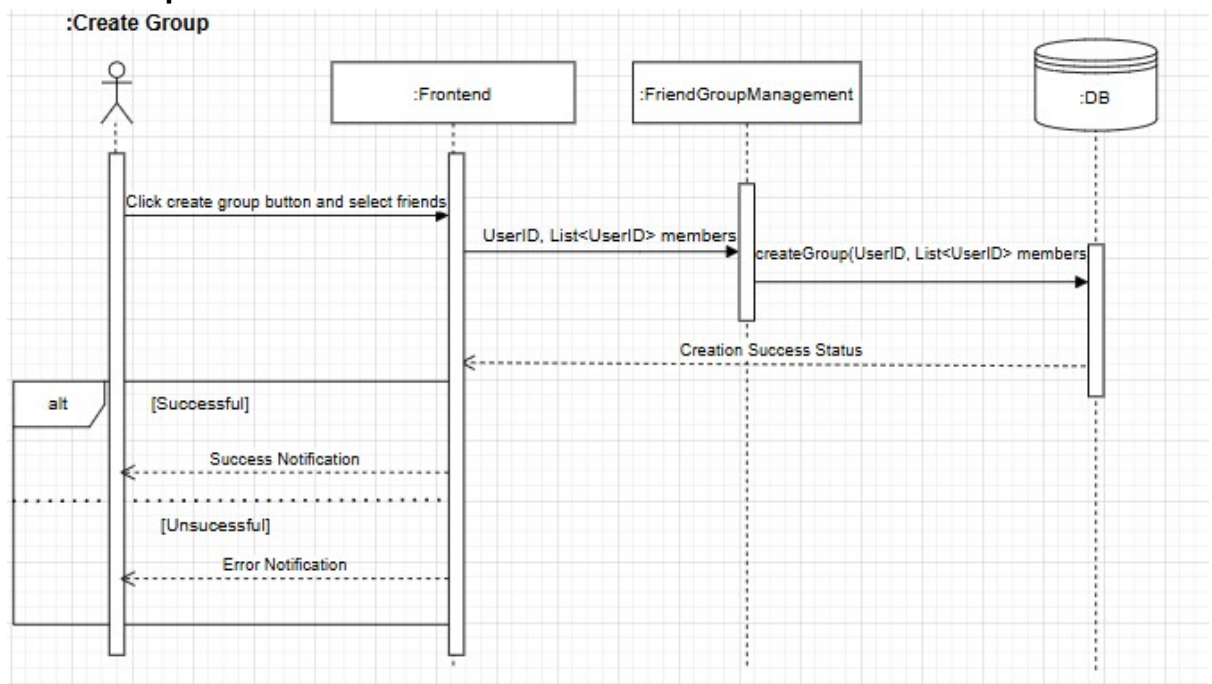 :Create Group
:Frontend
:FriendGroupManagement
:DB
Click create group button and select friends
UserID, List<UserID> members
createGroup(UserID, List<UserID> members
Creation Success Status
alt
[Successful]
Success Notification
[Unsucessful]
Error Notification